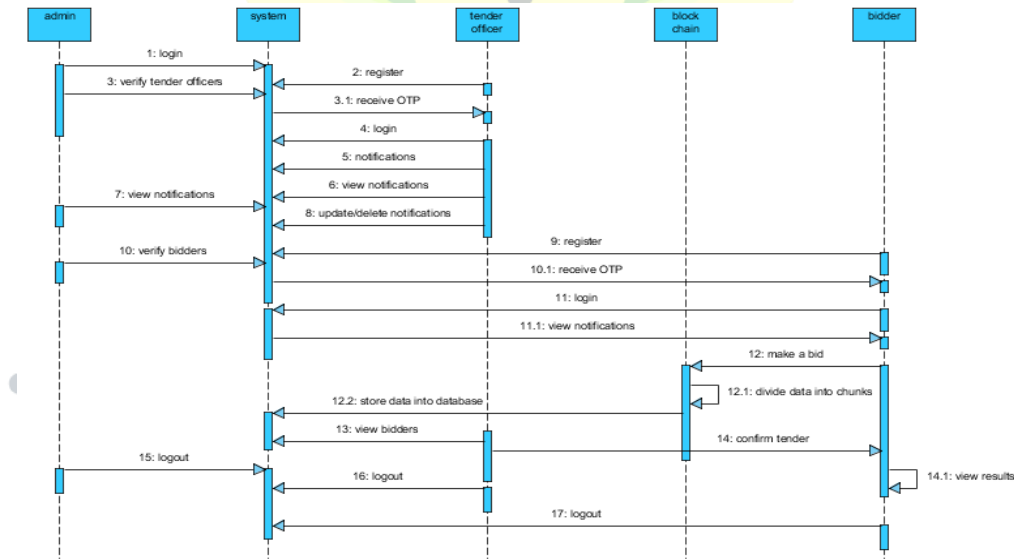 admin
system
tender
officer
block
chain
bidder
1: login
2: register
3: verify tender officers
3.1: receive OTP
4: login
5: notifications
6: view notifications
7: view notifications
8: update/delete notifications
9: register
10: verify bidders
10.1: receive OTP
11: login
11.1: view notifications
12: make a bid
12.1: divide data into chunks
12.2: store data into database
13: view bidders
14: confirm tender
15: logout
14.1: view results
16: logout
17: logout